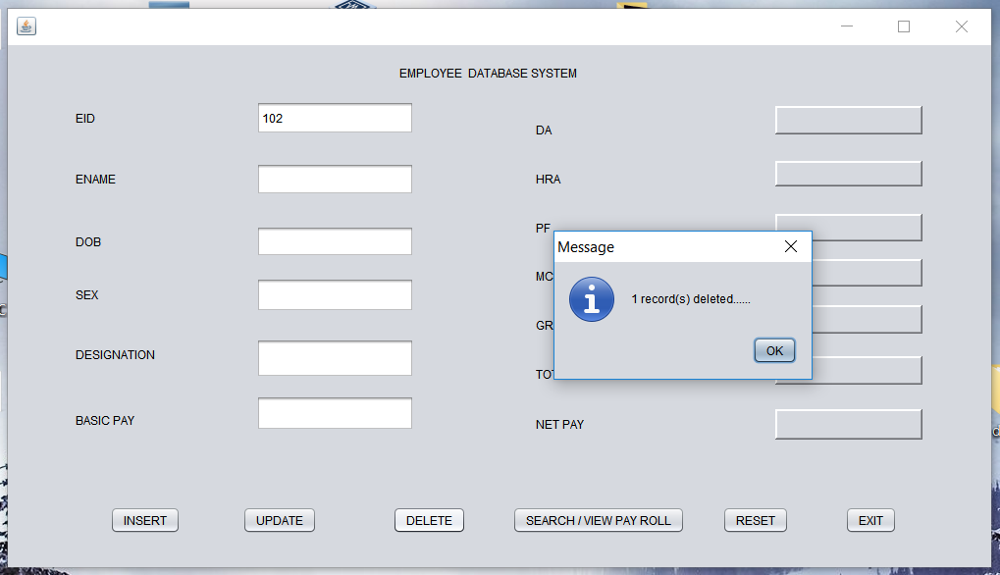 EMPLOYEE DATABASE SYSTEM
EID
102
ENAME
DOB
SEX
DESIGNATION
BASIC PAY
DA
HRA
PF
MC
GR
TOT
NET PAY
Message
1 record(s) deleted......
OK
INSERT
UPDATE
DELETE
SEARCH / VIEW PAY ROLL
RESET
EXIT